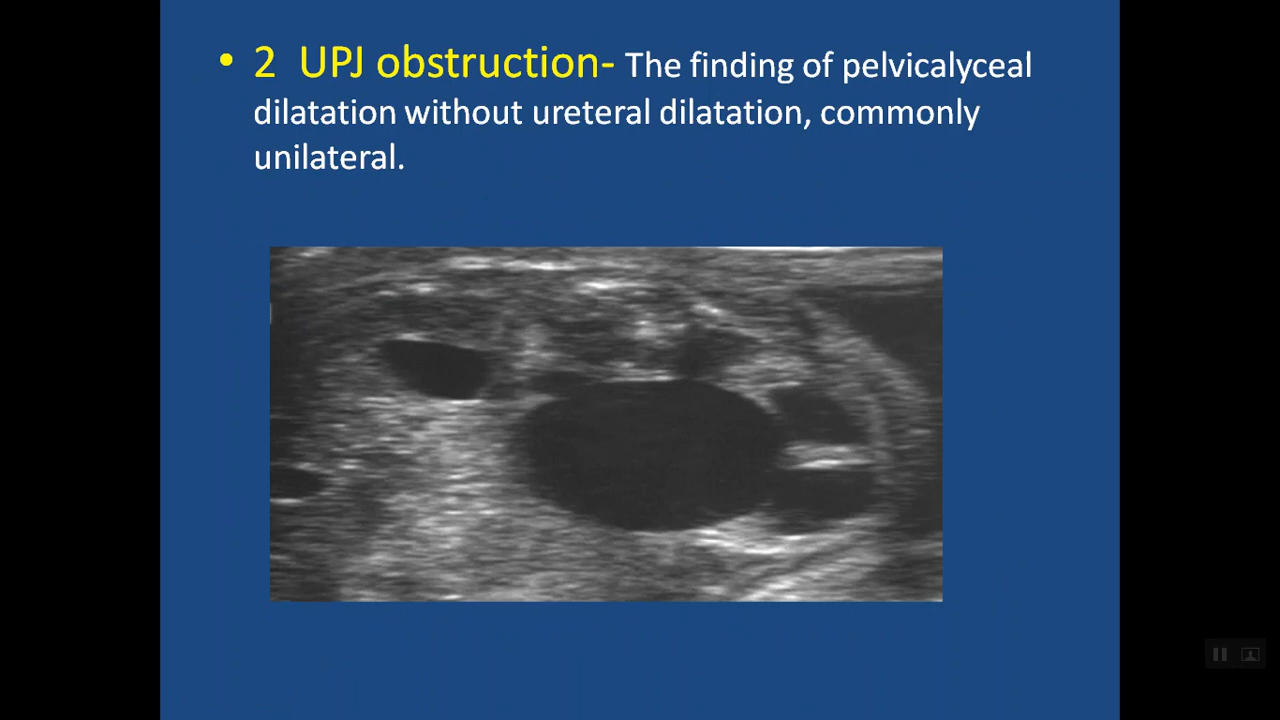 • 2 UPJ obstruction- The finding of pelvicalyceal
dilatation without ureteral dilatation, commonly
unilateral.